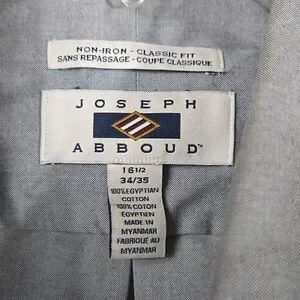 NON-IRON - CLASSIC FIT
SANS REPASSAGE - COUPE CLASSIQUE
JOSEPH
ABBOUD™
16 1/2
34/35
100% EGYPTIAN
COTTON
100% COTON
ÉGYPTIEN
MADE IN
MYANMAR
FABRIQUÉ AU
MYANMAR